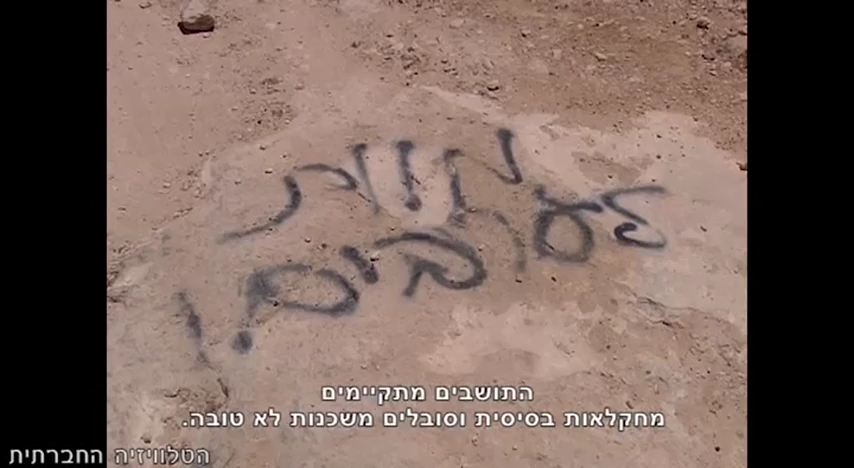 מוות
לערבים!
התושבים מתקיימים
מחקלאות בסיסית וסובלים משכנות לא טובה.
הטלוויזיה החברתית